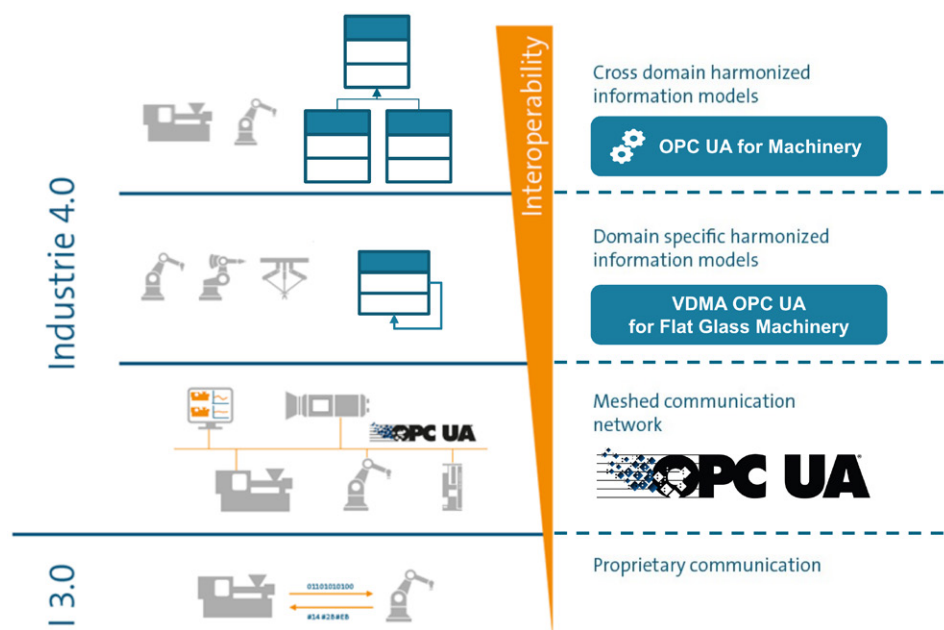 Industrie 4.0
I 3.0
Interoperability
Cross domain harmonized
information models
OPC UA for Machinery
Domain specific harmonized
information models
VDMA OPC UA
for Flat Glass Machinery
OPC UA
Meshed communication
network
OPC UA
01101010100
#14 #2B #EB
Proprietary communication